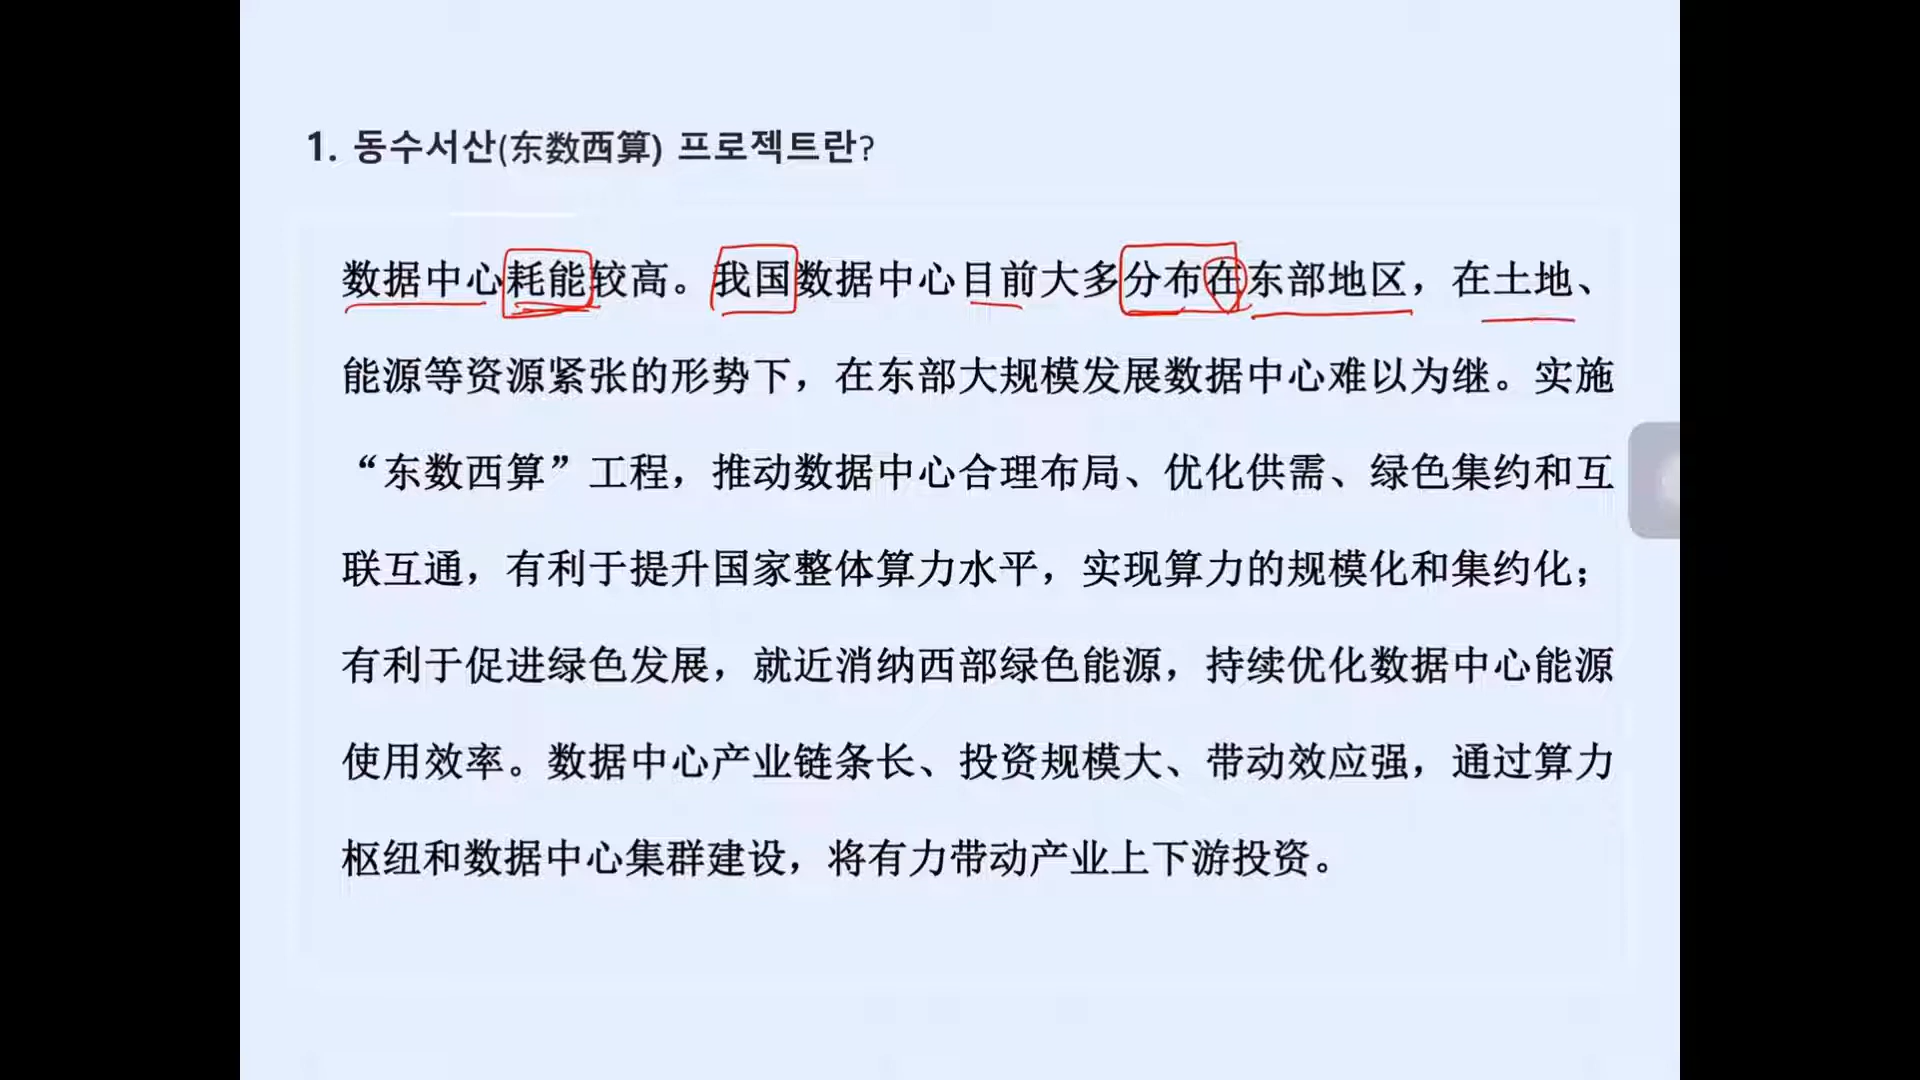 1. 동수서산(东数西算) 프로젝트란?
数据中心耗能较高。我国数据中心目前大多分布在东部地区，在土地、
能源等资源紧张的形势下，在东部大规模发展数据中心难以为继。实施
“东数西算”工程，推动数据中心合理布局、优化供需、绿色集约和互
联互通，有利于提升国家整体算力水平，实现算力的规模化和集约化；
有利于促进绿色发展，就近消纳西部绿色能源，持续优化数据中心能源
使用效率。数据中心产业链条长、投资规模大、带动效应强，通过算力
枢纽和数据中心集群建设，将有力带动产业上下游投资。